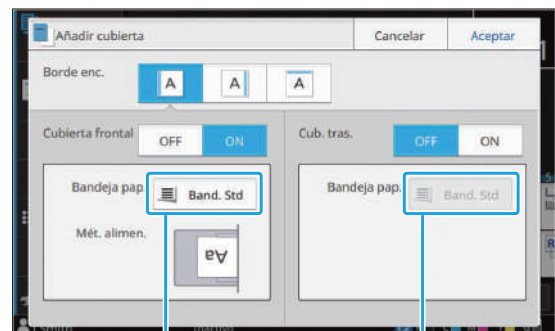 Añadir cubierta Cancelar Aceptar
Borde enc. A A A
Cubierta frontal OFF ON Cub. tras. OFF ON
Bandeja pap. Band. Std Bandeja pap. Band. Std
Mét. alimen.
Aa